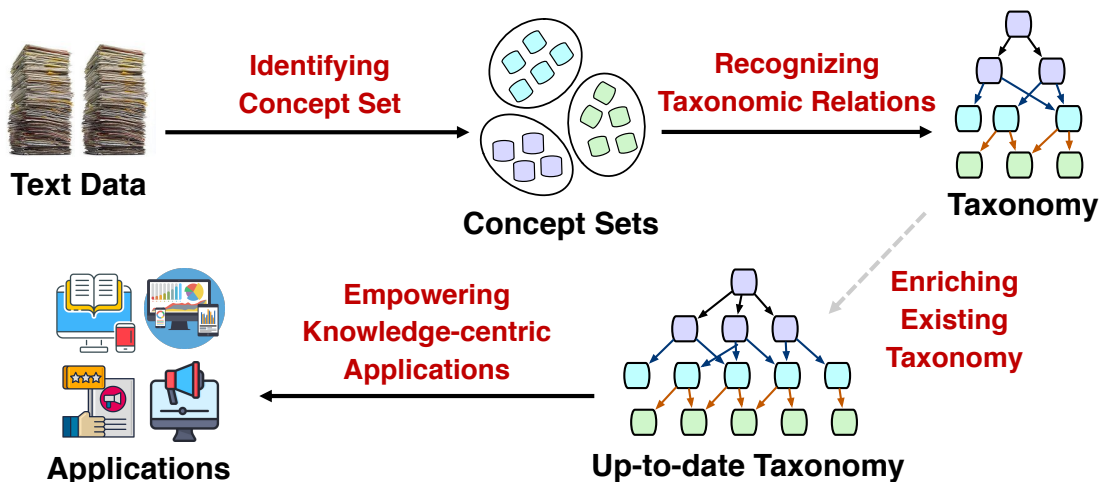 Identifying
Concept Set
Recognizing
Taxonomic Relations
Text Data
Concept Sets
Taxonomy
Enriching
Existing
Taxonomy
Empowering
Knowledge-centric
Applications
Applications
Up-to-date Taxonomy